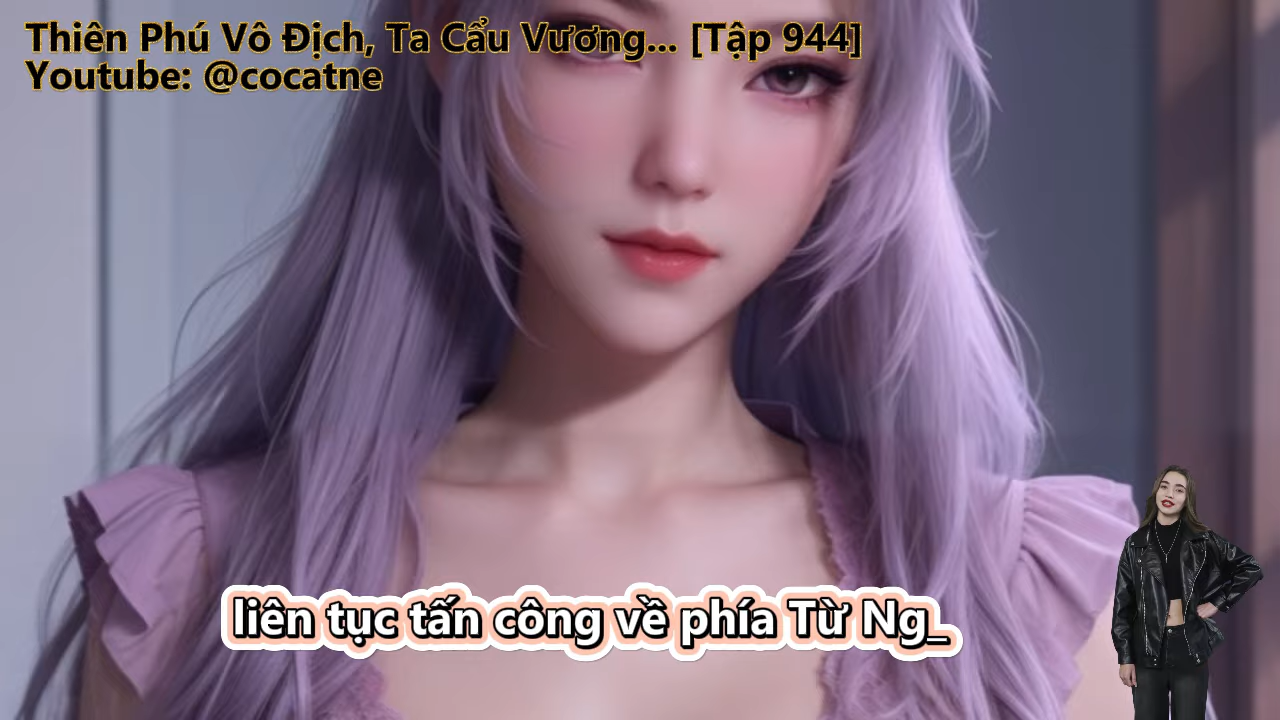 Thiên Phú Vô Địch, Ta Cẩu Vương... [Tập 944]
Youtube: @cocatne
liên tục tấn công về phía Từ Ng_